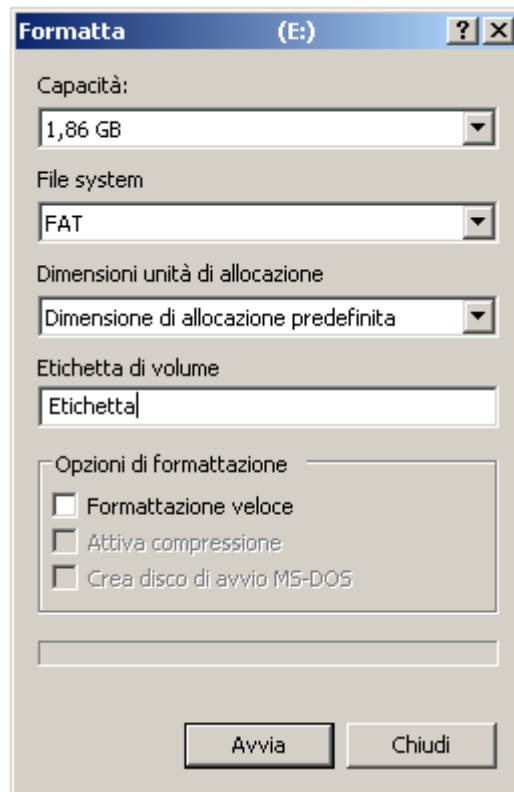 Formatta (E:)
Capacità:
1,86 GB
File system
FAT
Dimensioni unità di allocazione
Dimensione di allocazione predefinita
Etichetta di volume
Etichetta
Opzioni di formattazione
Formattazione veloce
Attiva compressione
Crea disco di avvio MS-DOS
Avvia Chiudi